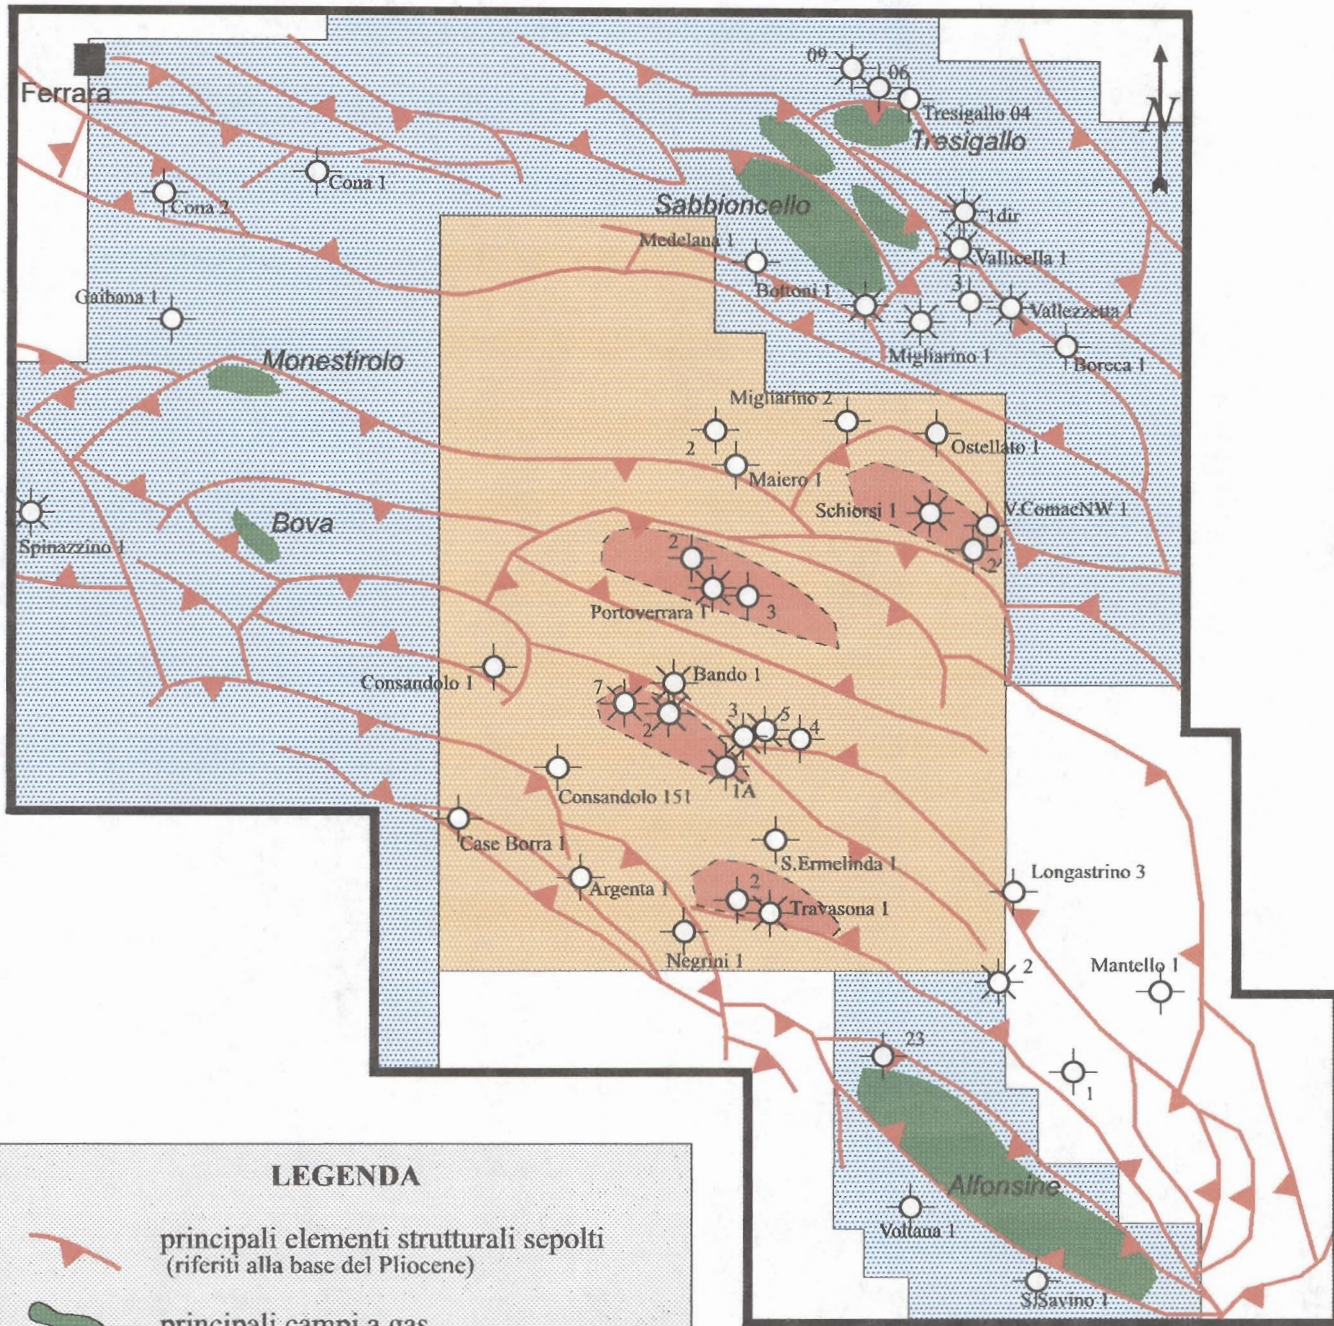 09
06
Ferrara
Tresigallo 04
N
Tresigallo
Cona 1
Cona 2
Sabbioncello
1dir
Medelana 1
Vallicella 1
Bottoni 1
3
Gaibana 1
Vallezzetta 1
Migliarino 1
Monestirolo
Boreca 1
Migliarino 2
2
Ostellato 1
Maiero 1
Schiorsi 1
V.ComacNW 1
Bova
Spinazzino 1
2
2
Portoverrara 1
3
Bando 1
Consandolo 1
7
3
5
4
2
1A
Consandolo 151
Case Borra 1
S.Ermelinda 1
Longastrino 3
Argenta 1
2
Travasona 1
Negrini 1
2
Mantello 1
23
1
LEGENDA
Alfonsine
principali elementi strutturali sepolti
(riferiti alla base del Pliocene)
Voltana 1
S.Savino 1
principali campi a gas